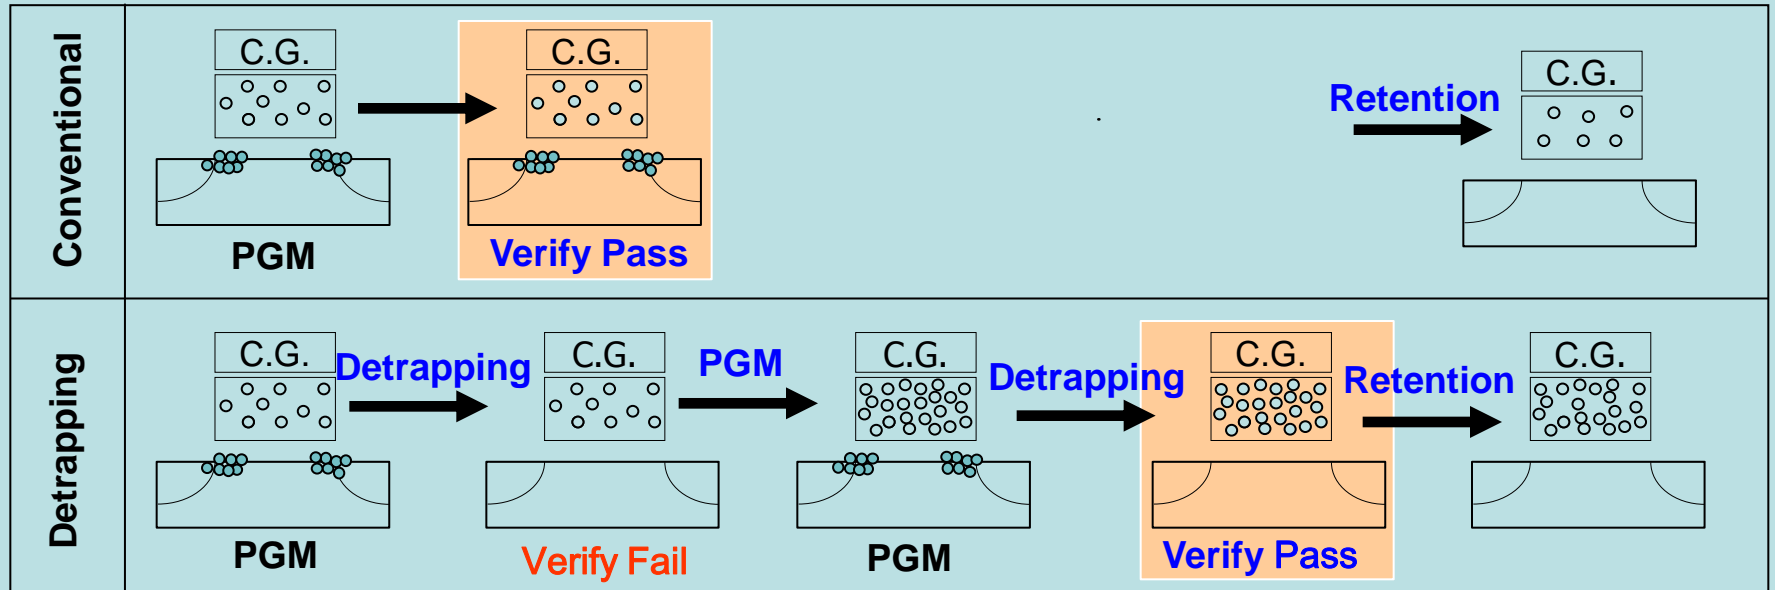 Conventional
C.G.
C.G.
Retention
C.G.
PGM
Verify Pass
Detrapping
C.G.
Detrapping
C.G.
PGM
C.G.
Detrapping
C.G.
Retention
C.G.
PGM
Verify Fail
PGM
Verify Pass